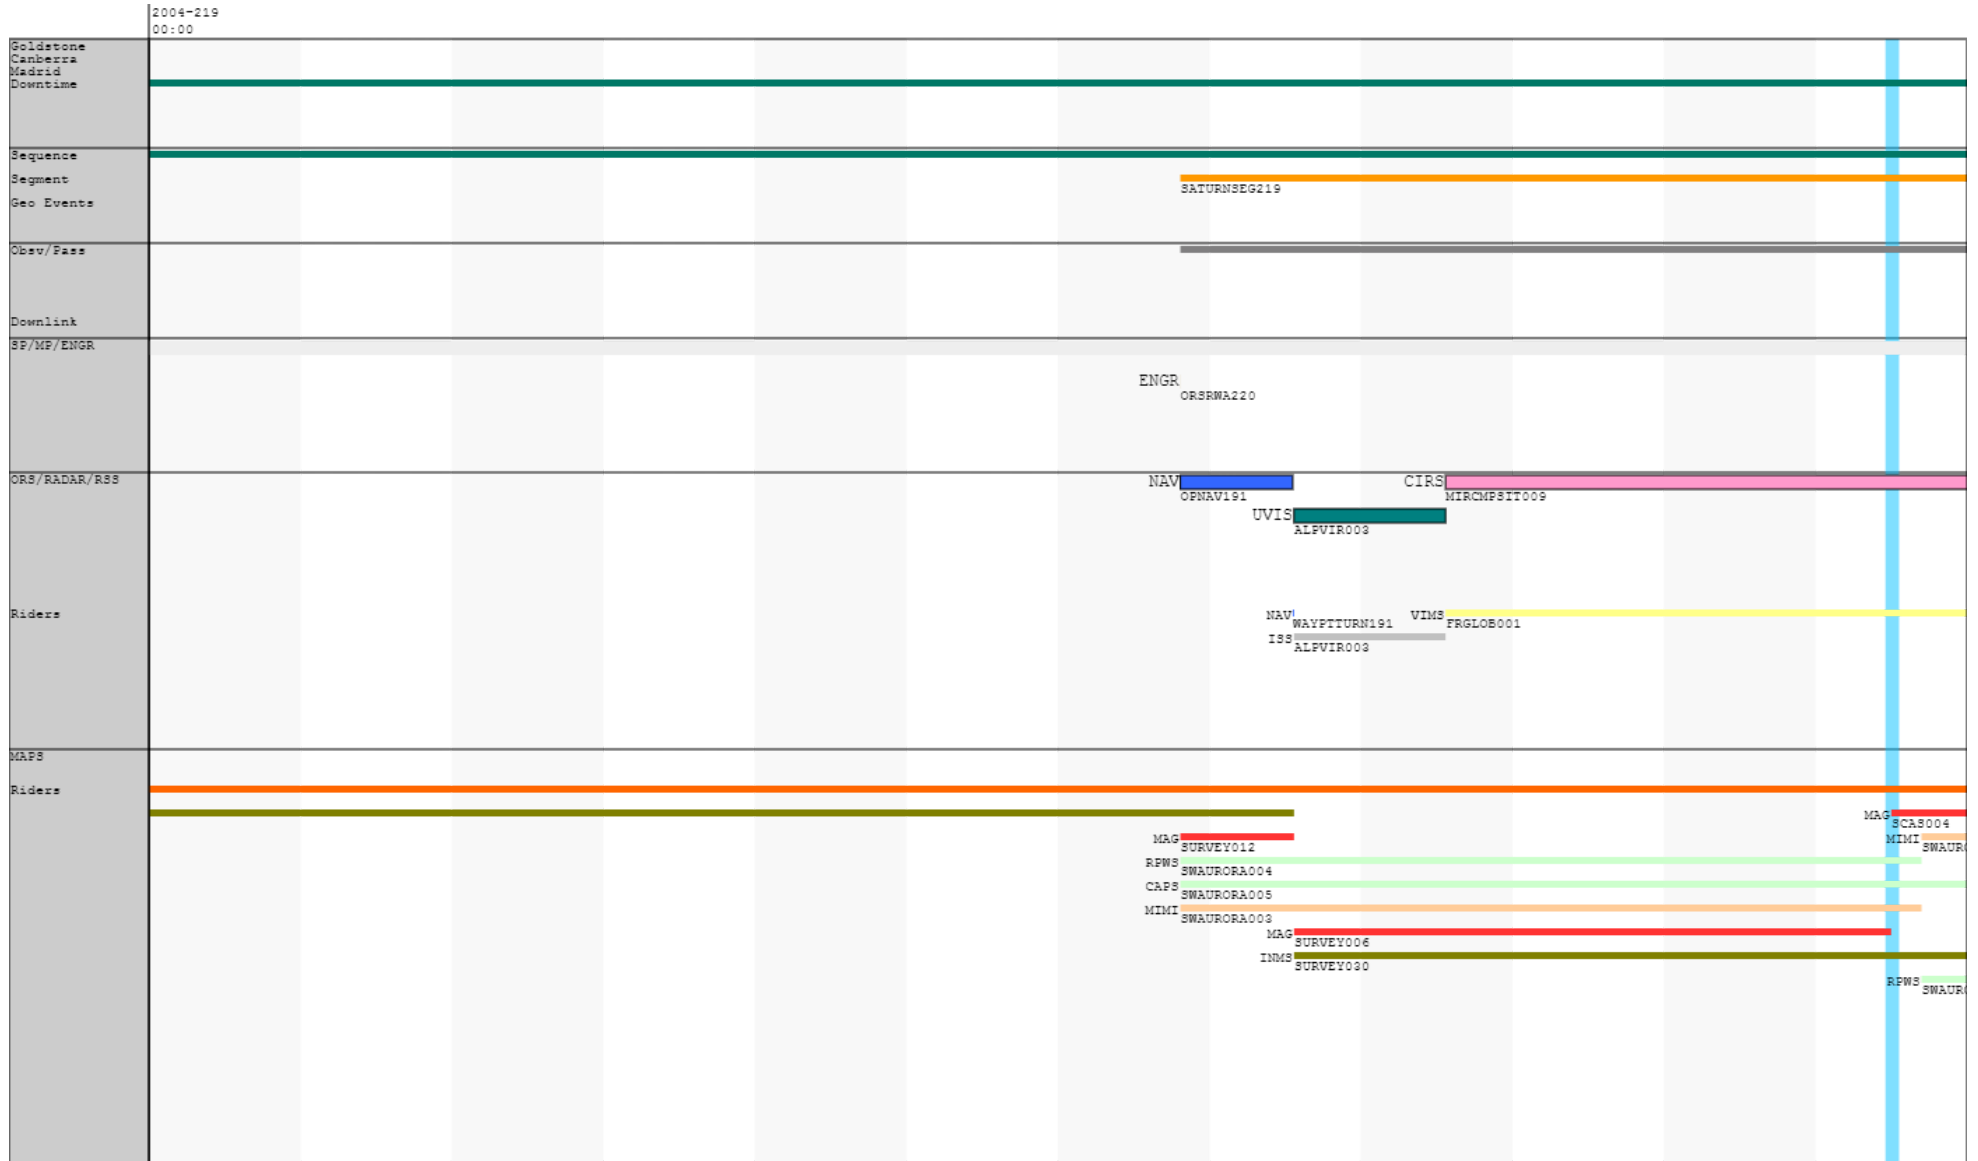 2004-219
00:00
Goldstone
Canberra
Madrid
Downtime
Sequence
Segment
SATURNSEG219
Geo Events
Obsv/Pass
Downlink
SP/MP/ENGR
ENGR
ORSRWA220
ORS/RADAR/RSS
NAV
OPNAV191
CIRS
MIRCMPSIT009
UVIS
ALPVIR003
Riders
NAV
WAYPTTURN191
VIMS
FRGLOB001
ISS
ALPVIR003
MAPS
Riders
MAG
SCAS004
MAG
SURVEY012
MIMI
SWAURO
RPWS
SWAURORA004
CAPS
SWAURORA005
MIMI
SWAURORA003
MAG
SURVEY006
INMS
SURVEY030
RPWS
SWAURO